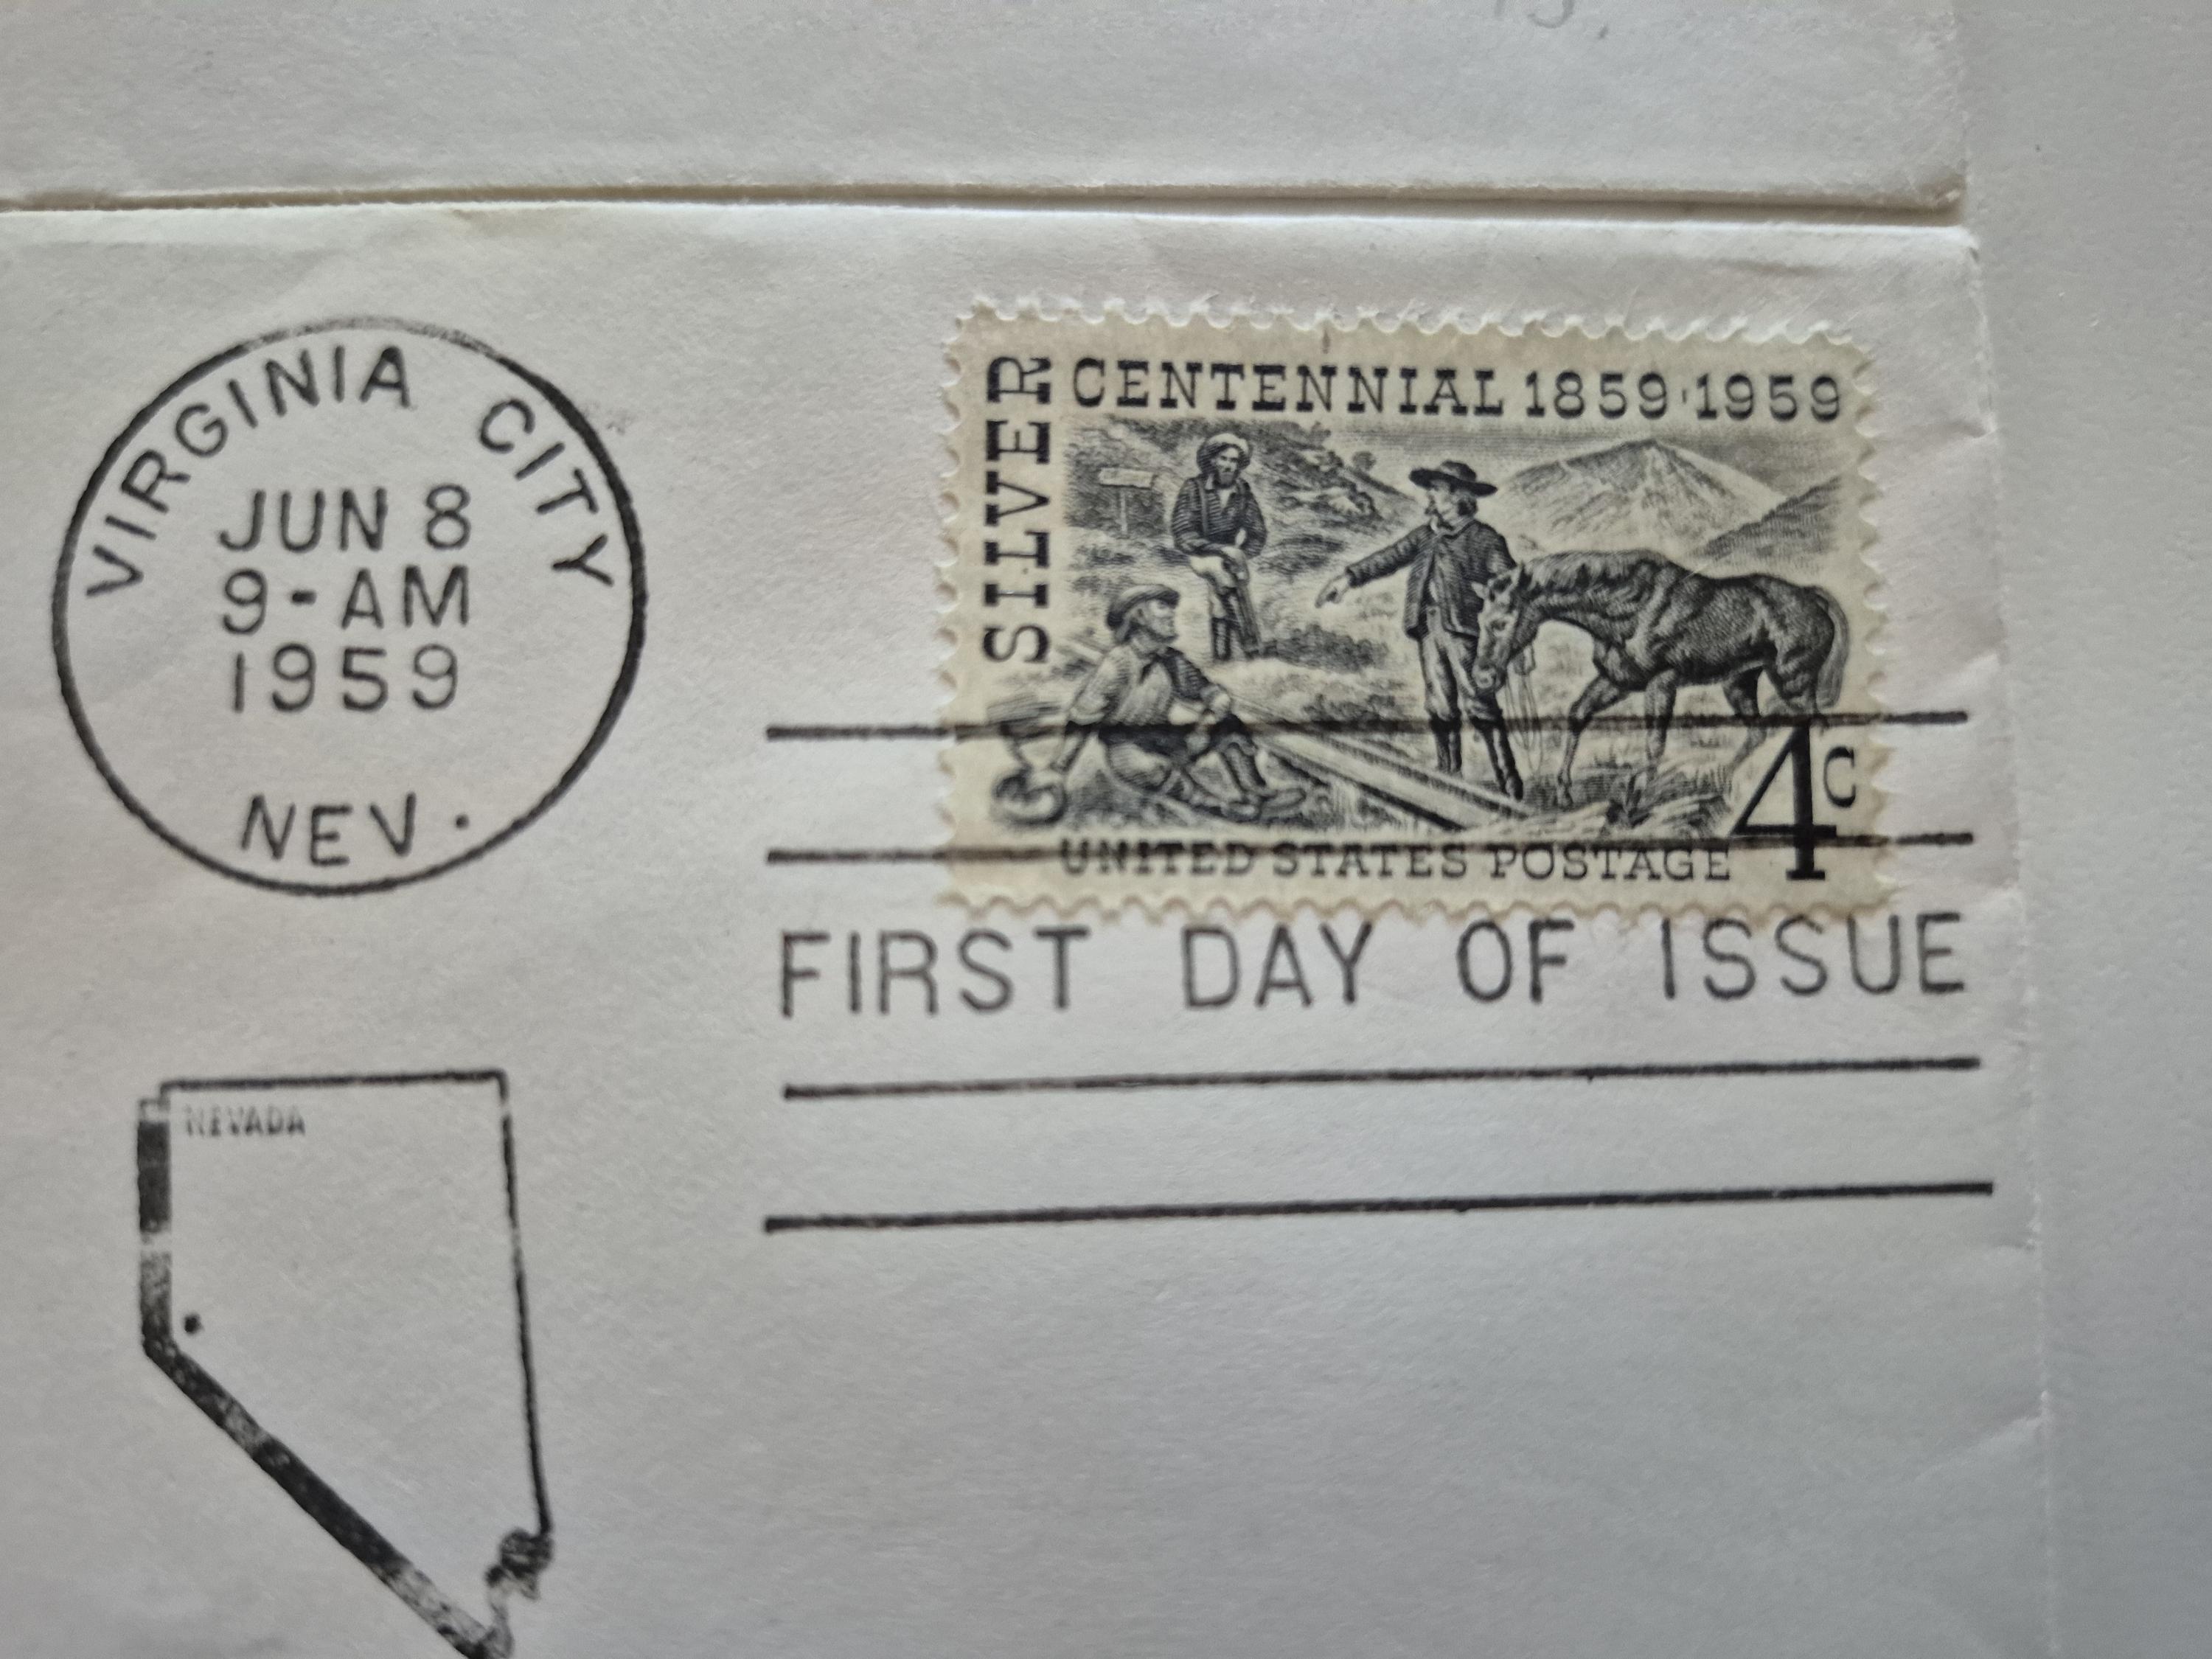 VIRGINIA CITY
JUN 8
9-AM
1959
NEV.
SILVER
CENTENNIAL 1859·1959
4c
UNITED STATES POSTAGE
FIRST DAY OF ISSUE
NEVADA